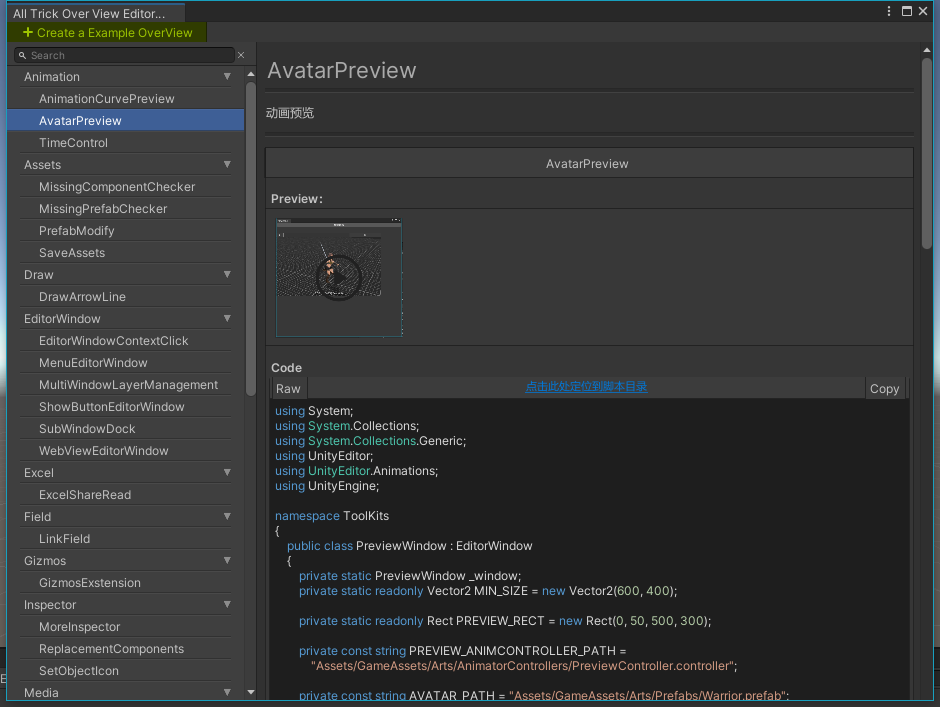 All Trick Over View Editor...
+ Create a Example OverView
Search
Animation
AnimationCurvePreview
AvatarPreview
TimeControl
Assets
MissingComponentChecker
MissingPrefabChecker
PrefabModify
SaveAssets
Draw
DrawArrowLine
EditorWindow
EditorWindowContextClick
MenuEditorWindow
MultiWindowLayerManagement
ShowButtonEditorWindow
SubWindowDock
WebViewEditorWindow
Excel
ExcelShareRead
Field
LinkField
Gizmos
GizmosExstension
Inspector
MoreInspector
ReplacementComponents
SetObjectIcon
Media
AvatarPreview
动画预览
AvatarPreview
Preview:
Code
Raw
点击此处定位到脚本目录
Copy
using System;
using System.Collections;
using System.Collections.Generic;
using UnityEditor;
using UnityEditor.Animations;
using UnityEngine;
namespace ToolKits
{
public class PreviewWindow : EditorWindow
{
private static PreviewWindow _window;
private static readonly Vector2 MIN_SIZE = new Vector2(600, 400);
private static readonly Rect PREVIEW_RECT = new Rect(0, 50, 500, 300);
private const string PREVIEW_ANIMCONTROLLER_PATH =
"Assets/GameAssets/Arts/AnimatorControllers/PreviewController.controller";
private const string AVATAR_PATH = "Assets/GameAssets/Arts/Prefabs/Warrior.prefab";